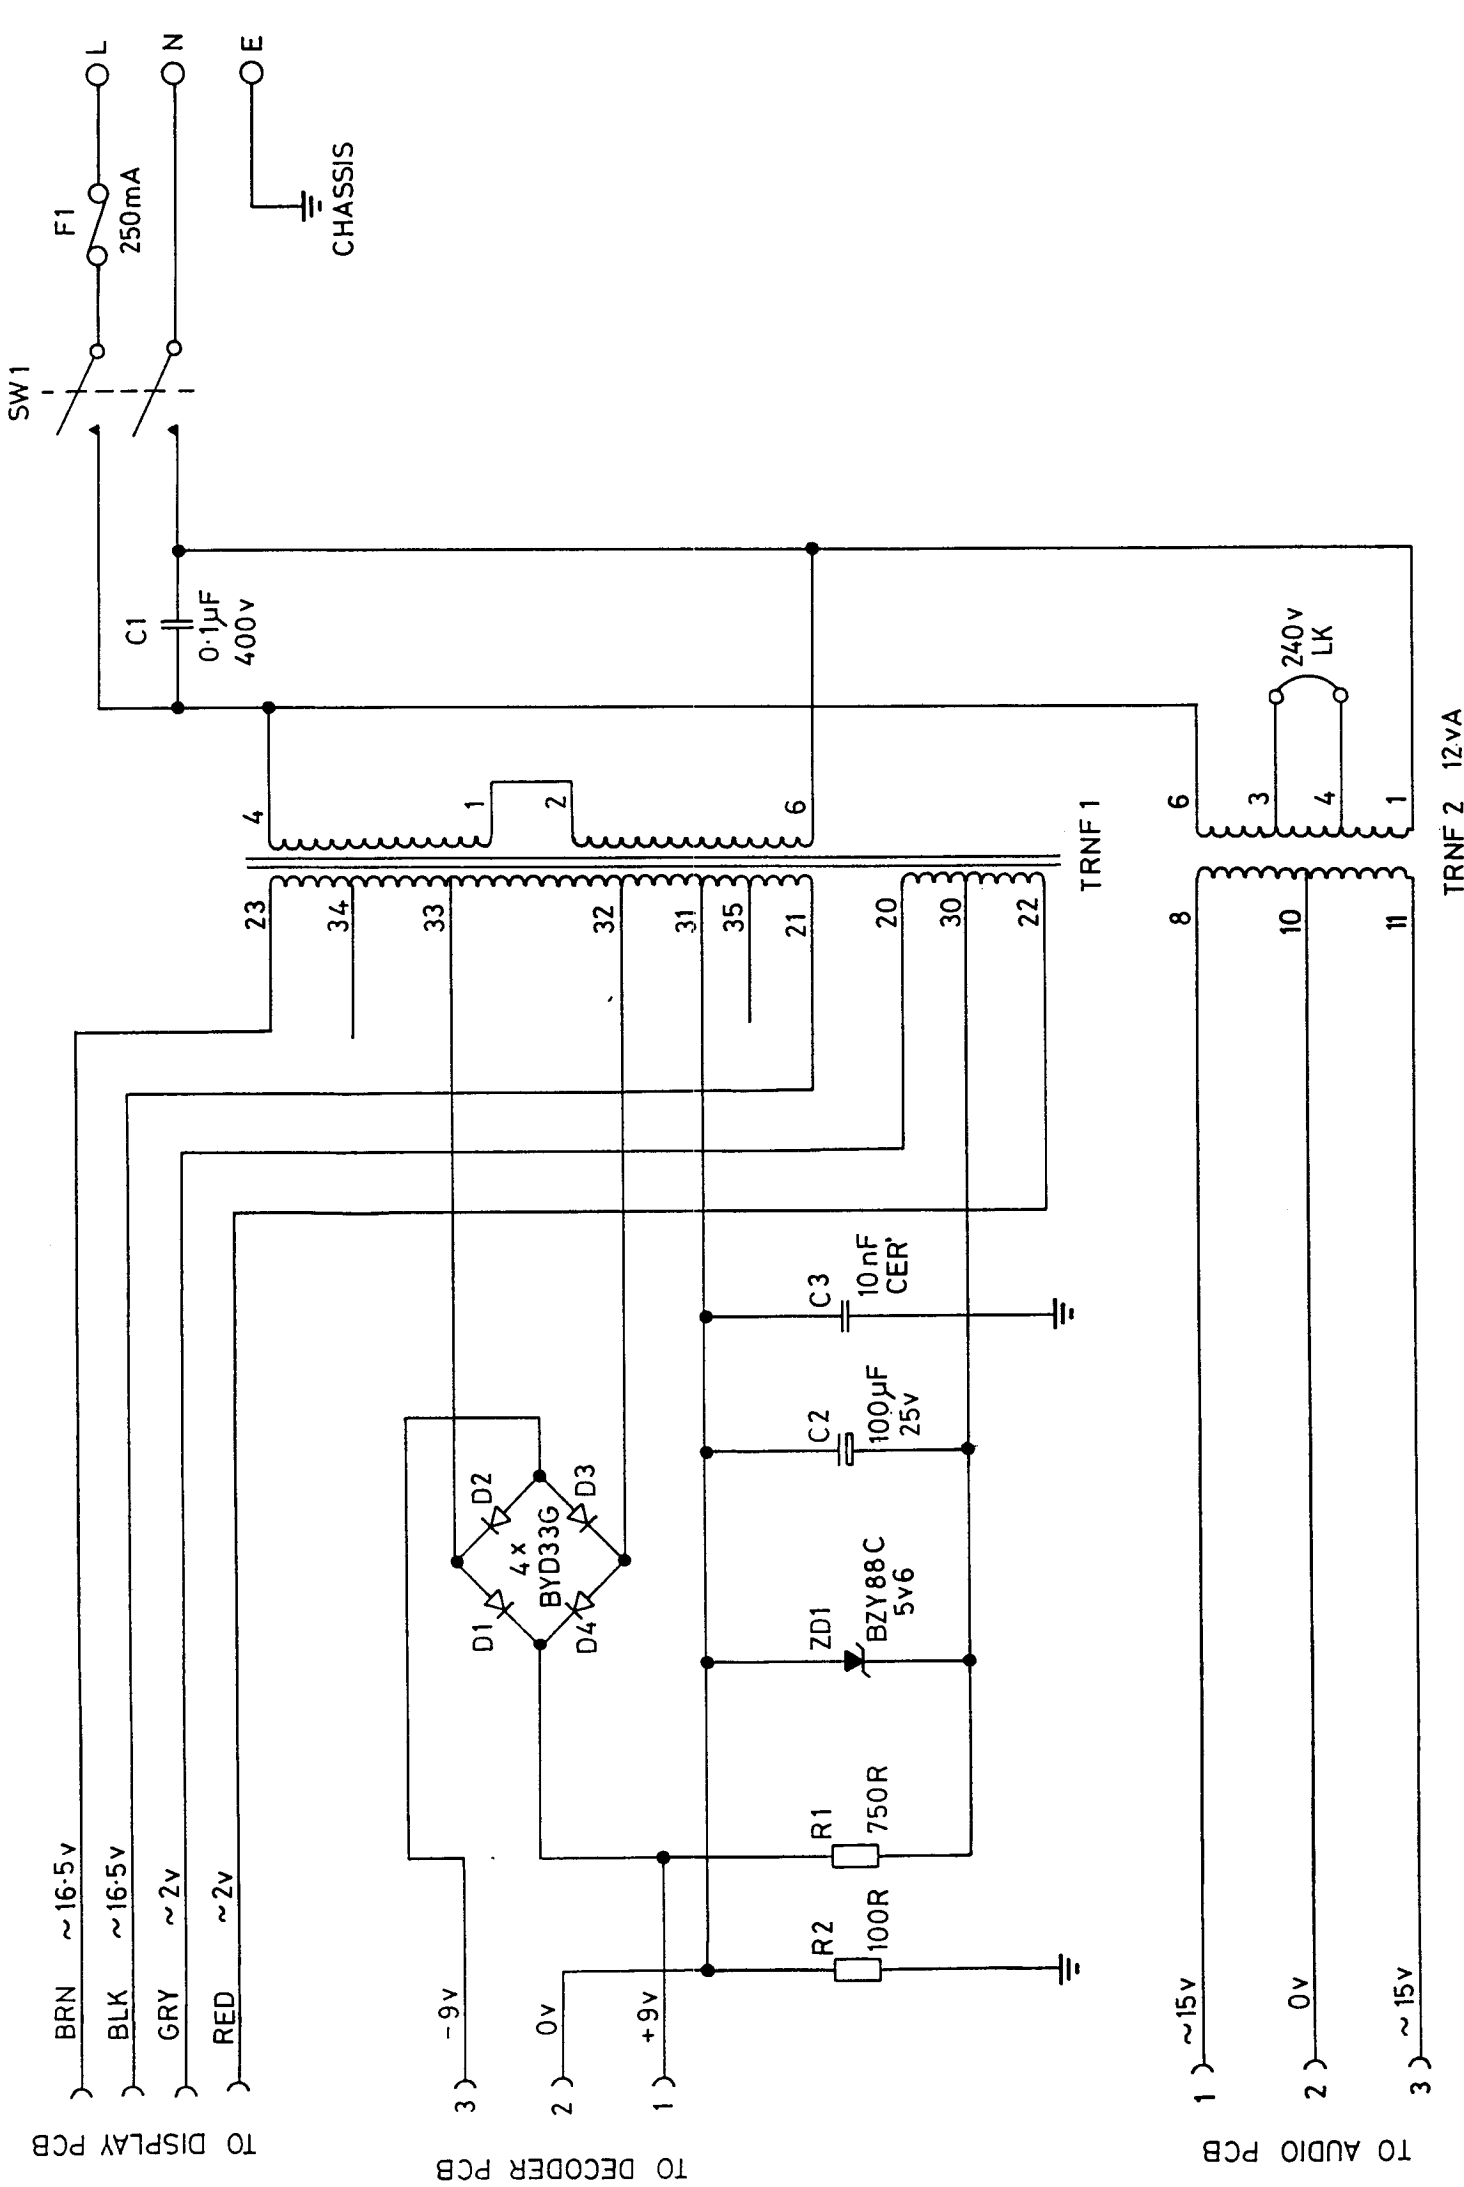 BRN ~16·5v
BLK ~16·5v
GRY ~2v
RED ~2v
TO DISPLAY PCB
SW1
F1
250mA
L
N
E
CHASSIS
C1
0·1µF
400v
23
34
33
32
31
35
21
20
30
22
4
1
2
6
TRNF 1
-9v
0v
+9v
3
2
1
TO DECODER PCB
D1
D2
D3
D4
4×
BYD33G
R2
100R
R1
750R
ZD1
BZY88C
5v6
C2
100µF
25v
C3
10nF
CER'
240v
LK
6
3
4
1
8
10
11
TRNF 2 12·vA
1
2
3
~15v
0v
~15v
TO AUDIO PCB